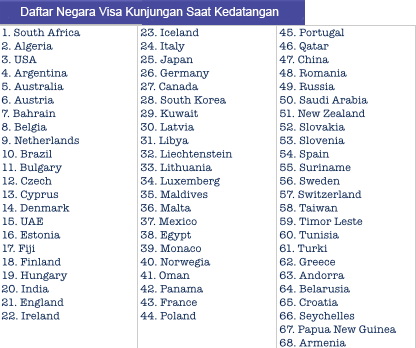 Daftar Negara Visa Kunjungan Saat Kedatangan
1. South Africa
2. Algeria
3. USA
4. Argentina
5. Australia
6. Austria
7. Bahrain
8. Belgia
9. Netherlands
10. Brazil
11. Bulgary
12. Czech
13. Cyprus
14. Denmark
15. UAE
16. Estonia
17. Fiji
18. Finland
19. Hungary
20. India
21. England
22. Ireland
23. Iceland
24. Italy
25. Japan
26. Germany
27. Canada
28. South Korea
29. Kuwait
30. Latvia
31. Libya
32. Liechtenstein
33. Lithuania
34. Luxemberg
35. Maldives
36. Malta
37. Mexico
38. Egypt
39. Monaco
40. Norwegia
41. Oman
42. Panama
43. France
44. Poland
45. Portugal
46. Qatar
47. China
48. Romania
49. Russia
50. Saudi Arabia
51. New Zealand
52. Slovakia
53. Slovenia
54. Spain
55. Suriname
56. Sweden
57. Switzerland
58. Taiwan
59. Timor Leste
60. Tunisia
61. Turki
62. Greece
63. Andorra
64. Belarusia
65. Croatia
66. Seychelles
67. Papua New Guinea
68. Armenia